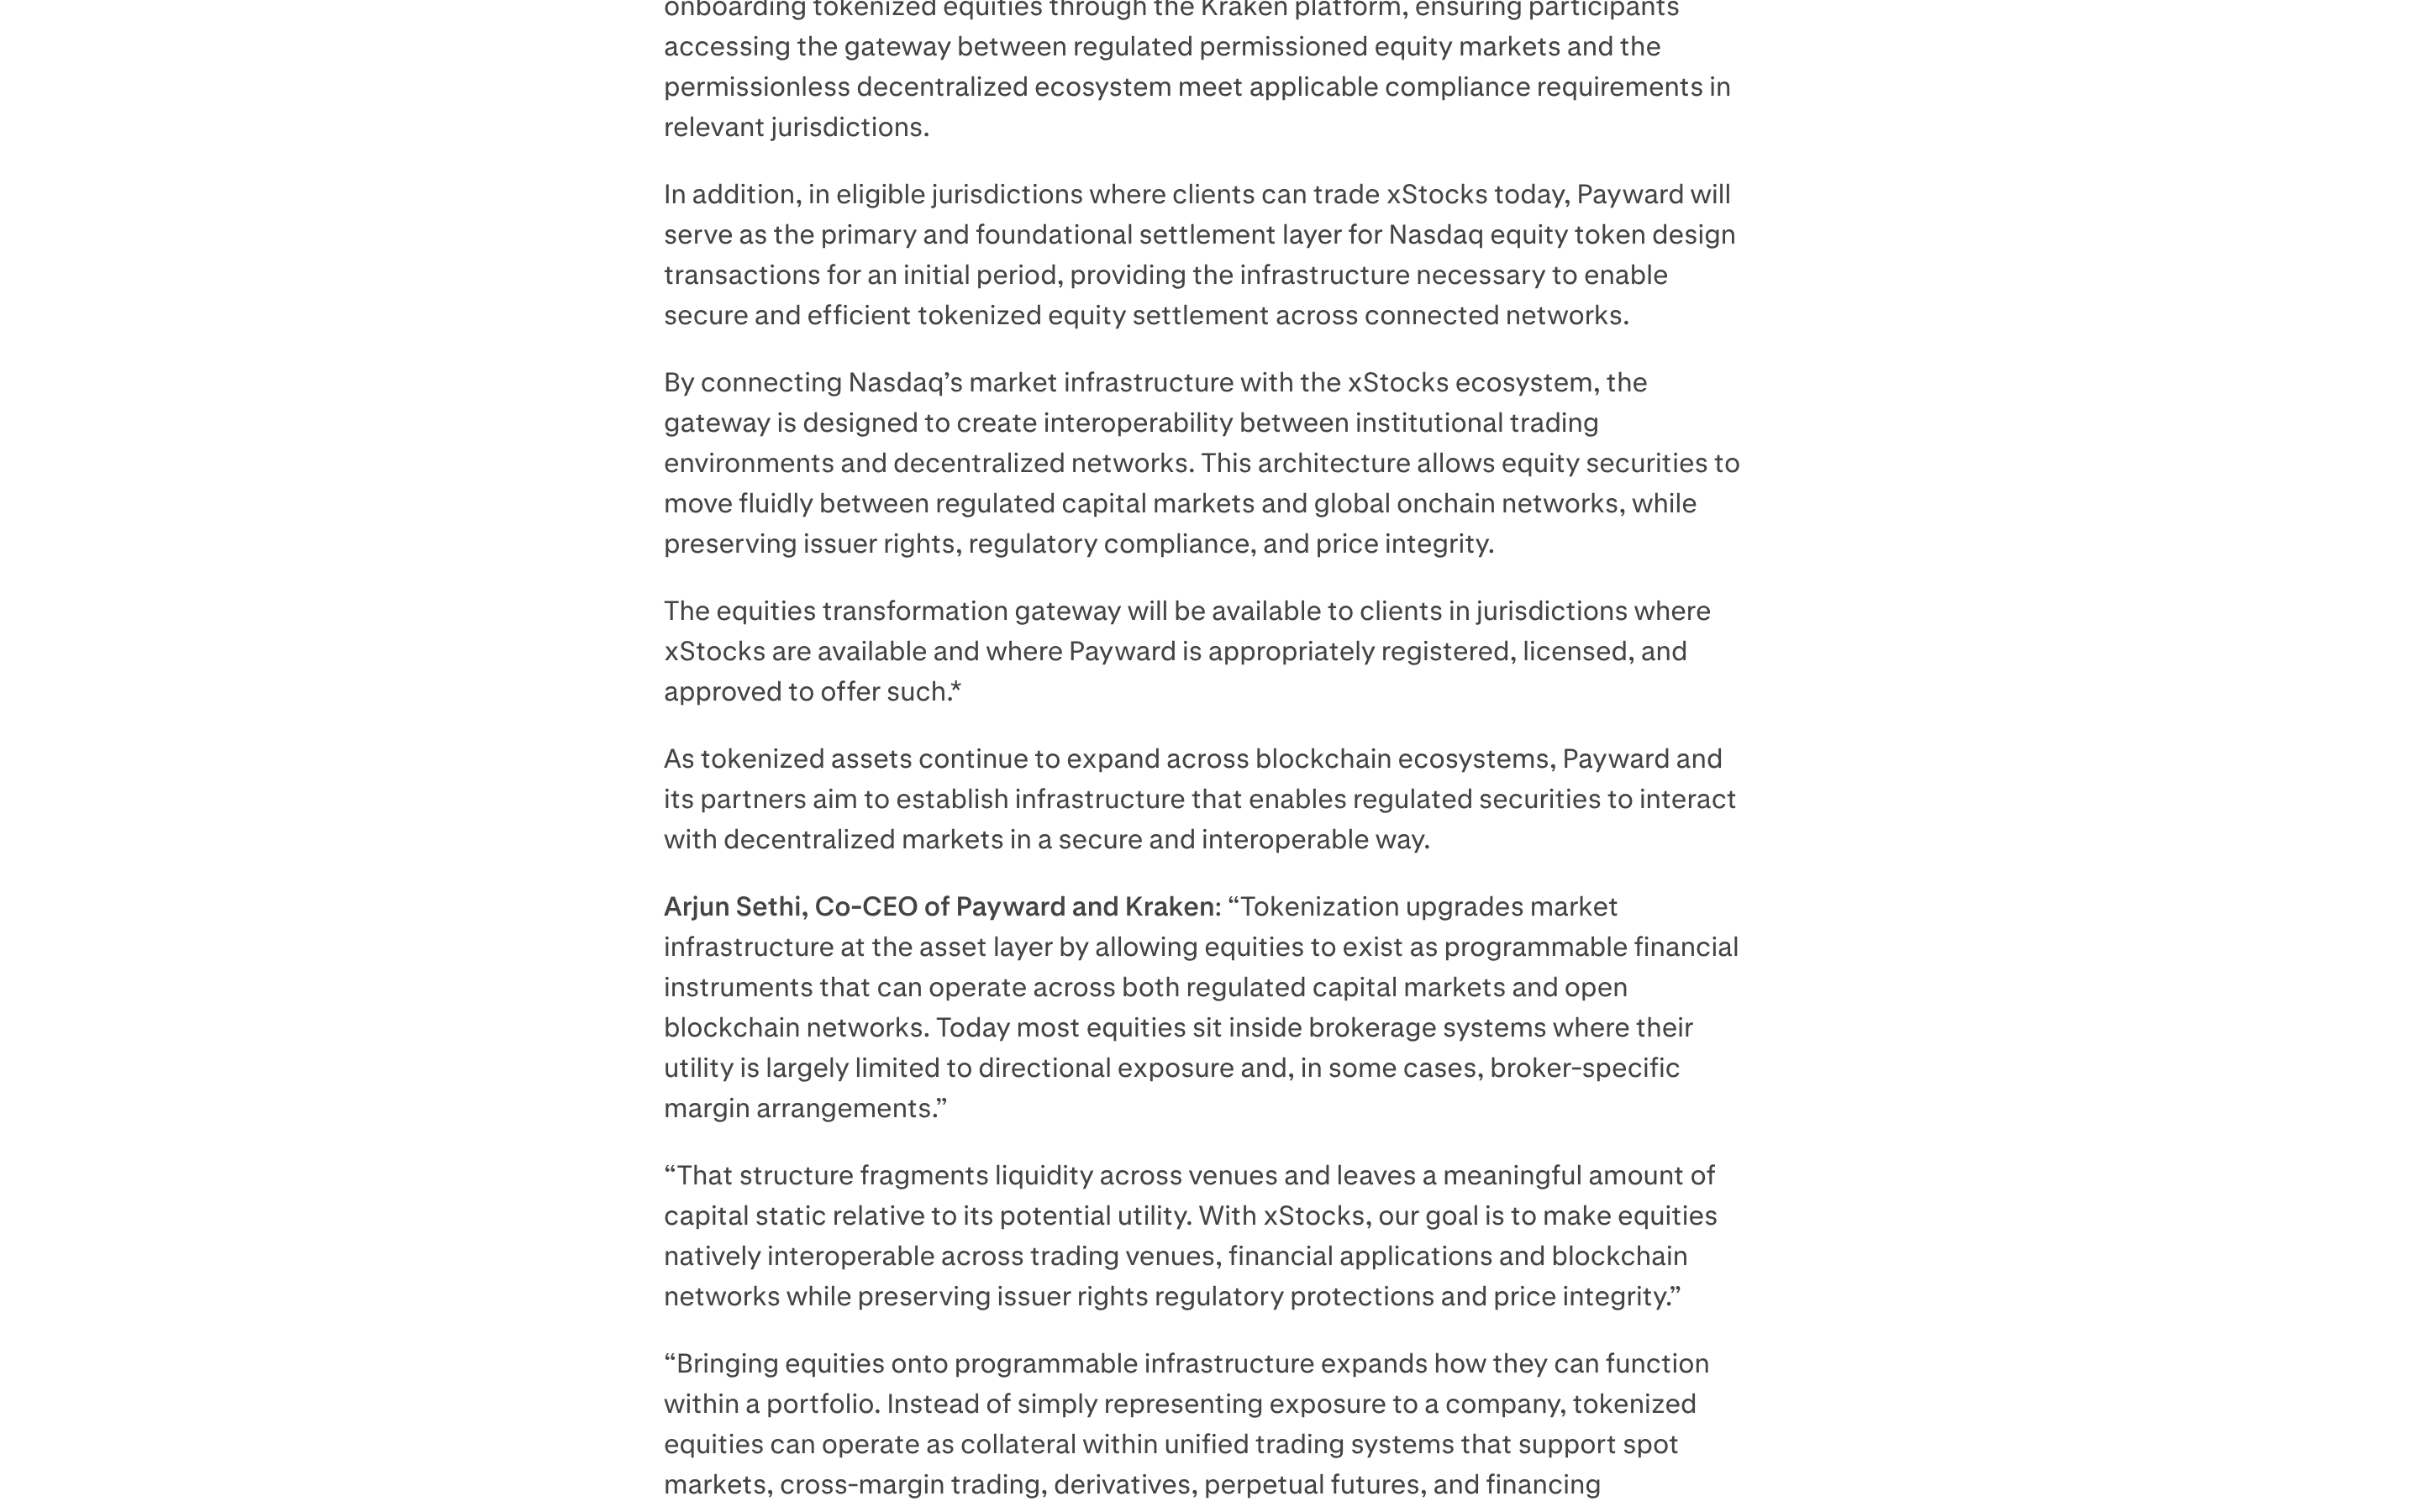 onboarding tokenized equities through the Kraken platform, ensuring participants
accessing the gateway between regulated permissioned equity markets and the
permissionless decentralized ecosystem meet applicable compliance requirements in
relevant jurisdictions.
In addition, in eligible jurisdictions where clients can trade xStocks today, Payward will
serve as the primary and foundational settlement layer for Nasdaq equity token design
transactions for an initial period, providing the infrastructure necessary to enable
secure and efficient tokenized equity settlement across connected networks.
By connecting Nasdaq’s market infrastructure with the xStocks ecosystem, the
gateway is designed to create interoperability between institutional trading
environments and decentralized networks. This architecture allows equity securities to
move fluidly between regulated capital markets and global onchain networks, while
preserving issuer rights, regulatory compliance, and price integrity.
The equities transformation gateway will be available to clients in jurisdictions where
xStocks are available and where Payward is appropriately registered, licensed, and
approved to offer such.*
As tokenized assets continue to expand across blockchain ecosystems, Payward and
its partners aim to establish infrastructure that enables regulated securities to interact
with decentralized markets in a secure and interoperable way.
Arjun Sethi, Co-CEO of Payward and Kraken: “Tokenization upgrades market
infrastructure at the asset layer by allowing equities to exist as programmable financial
instruments that can operate across both regulated capital markets and open
blockchain networks. Today most equities sit inside brokerage systems where their
utility is largely limited to directional exposure and, in some cases, broker-specific
margin arrangements.”
“That structure fragments liquidity across venues and leaves a meaningful amount of
capital static relative to its potential utility. With xStocks, our goal is to make equities
natively interoperable across trading venues, financial applications and blockchain
networks while preserving issuer rights regulatory protections and price integrity.”
“Bringing equities onto programmable infrastructure expands how they can function
within a portfolio. Instead of simply representing exposure to a company, tokenized
equities can operate as collateral within unified trading systems that support spot
markets, cross-margin trading, derivatives, perpetual futures, and financing